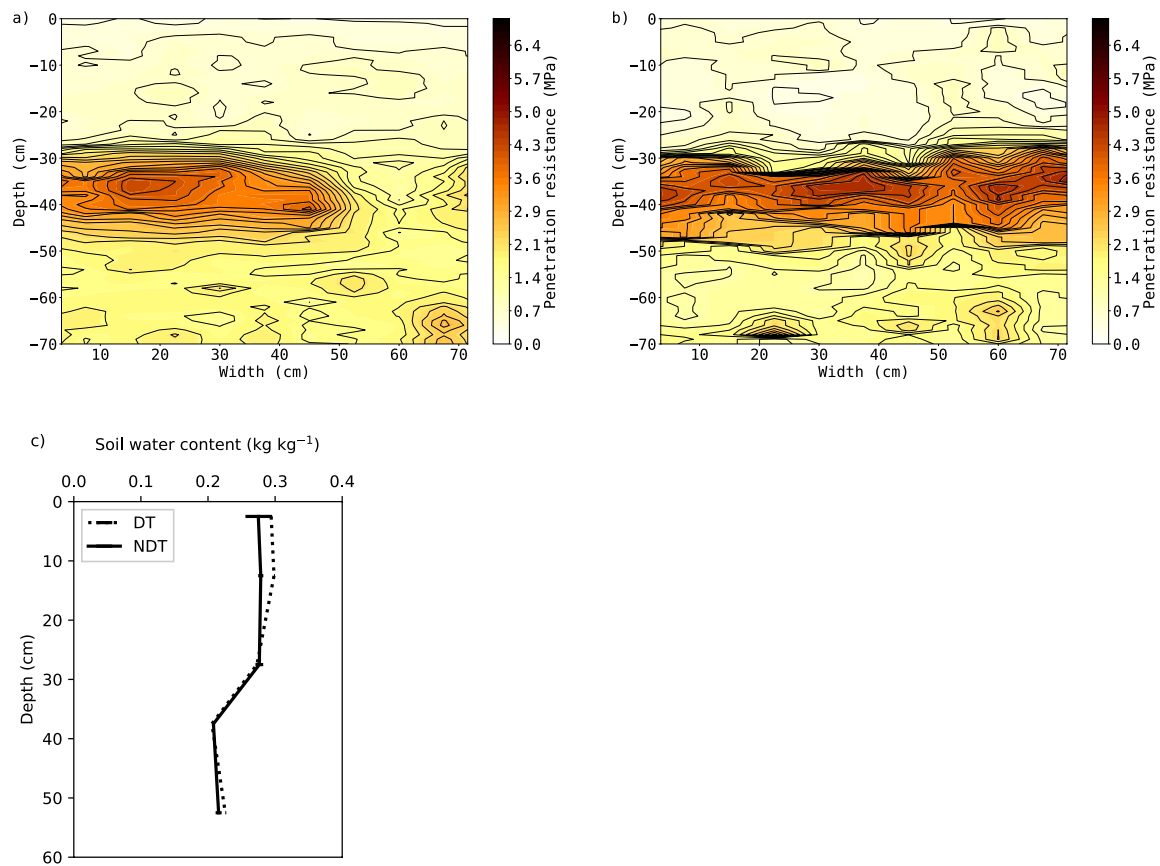 a)
0
−10
−20
−30
−40
−50
−60
−70
Depth (cm)
10 20 30 40 50 60 70
Width (cm)
6.4
5.7
5.0
4.3
3.6
2.9
2.1
1.4
0.7
0.0
Penetration resistance (MPa)
b)
0
−10
−20
−30
−40
−50
−60
−70
Depth (cm)
10 20 30 40 50 60 70
Width (cm)
6.4
5.7
5.0
4.3
3.6
2.9
2.1
1.4
0.7
0.0
Penetration resistance (MPa)
c)
Soil water content (kg kg⁻¹)
0.0 0.1 0.2 0.3 0.4
0
10
20
30
40
50
60
Depth (cm)
DT
NDT